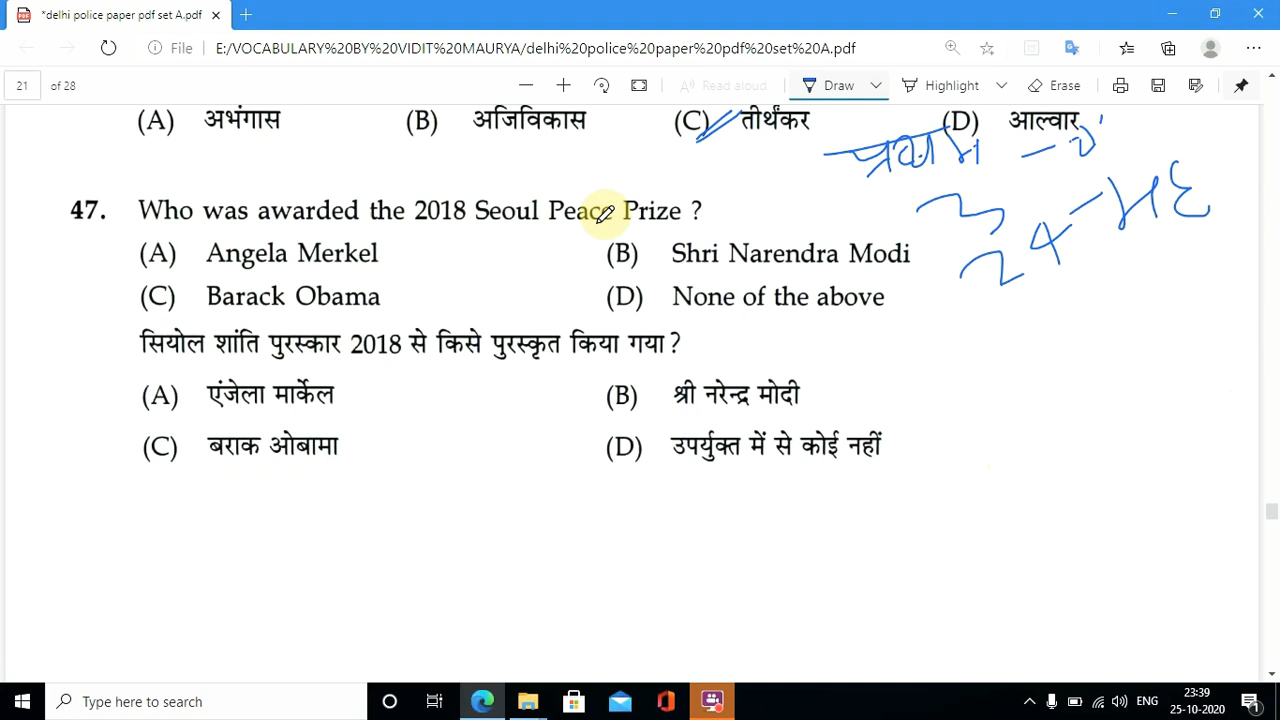 *delhi police paper pdf set A.pdf
File E:/VOCABULARY%20BY%20VIDIT%20MAURYA/delhi%20police%20paper%20pdf%20set%20A.pdf
21 of 28 Read aloud Draw Highlight Erase
(A) अभंगास (B) अजिविकास (C) तीर्थंकर (D) आल्वार
47. Who was awarded the 2018 Seoul Peace Prize ?
(A) Angela Merkel (B) Shri Narendra Modi
(C) Barack Obama (D) None of the above
सियोल शांति पुरस्कार 2018 से किसे पुरस्कृत किया गया?
(A) एंजेला मार्केल (B) श्री नरेन्द्र मोदी
(C) बराक ओबामा (D) उपर्युक्त में से कोई नहीं
Type here to search
ENG 23:39
25-10-2020